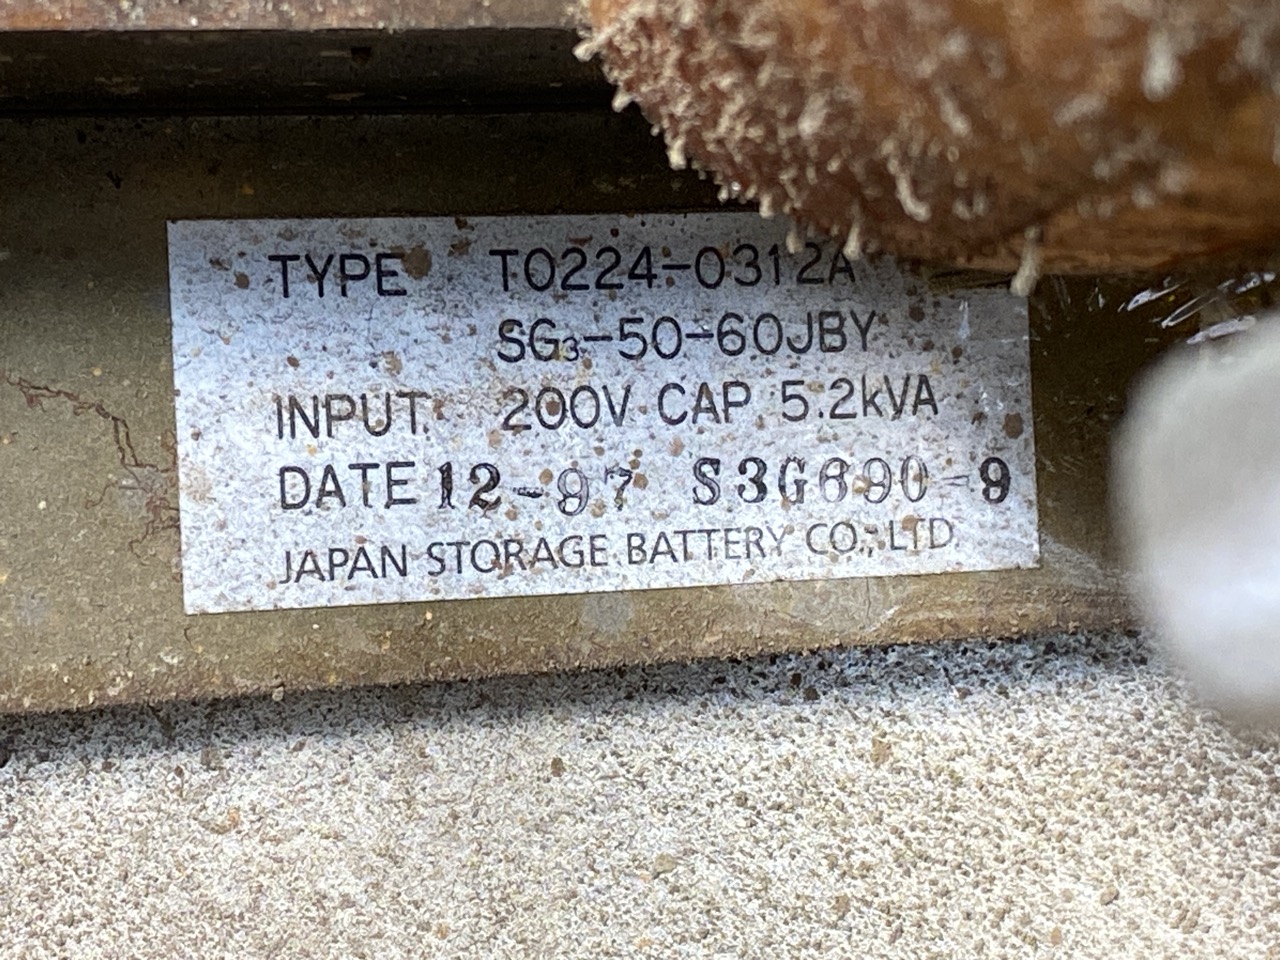 TYPE T0224-0312A
SG3-50-60JBY
INPUT 200V CAP 5.2kVA
DATE 12-97 S3G690-9
JAPAN STORAGE BATTERY CO., LTD.